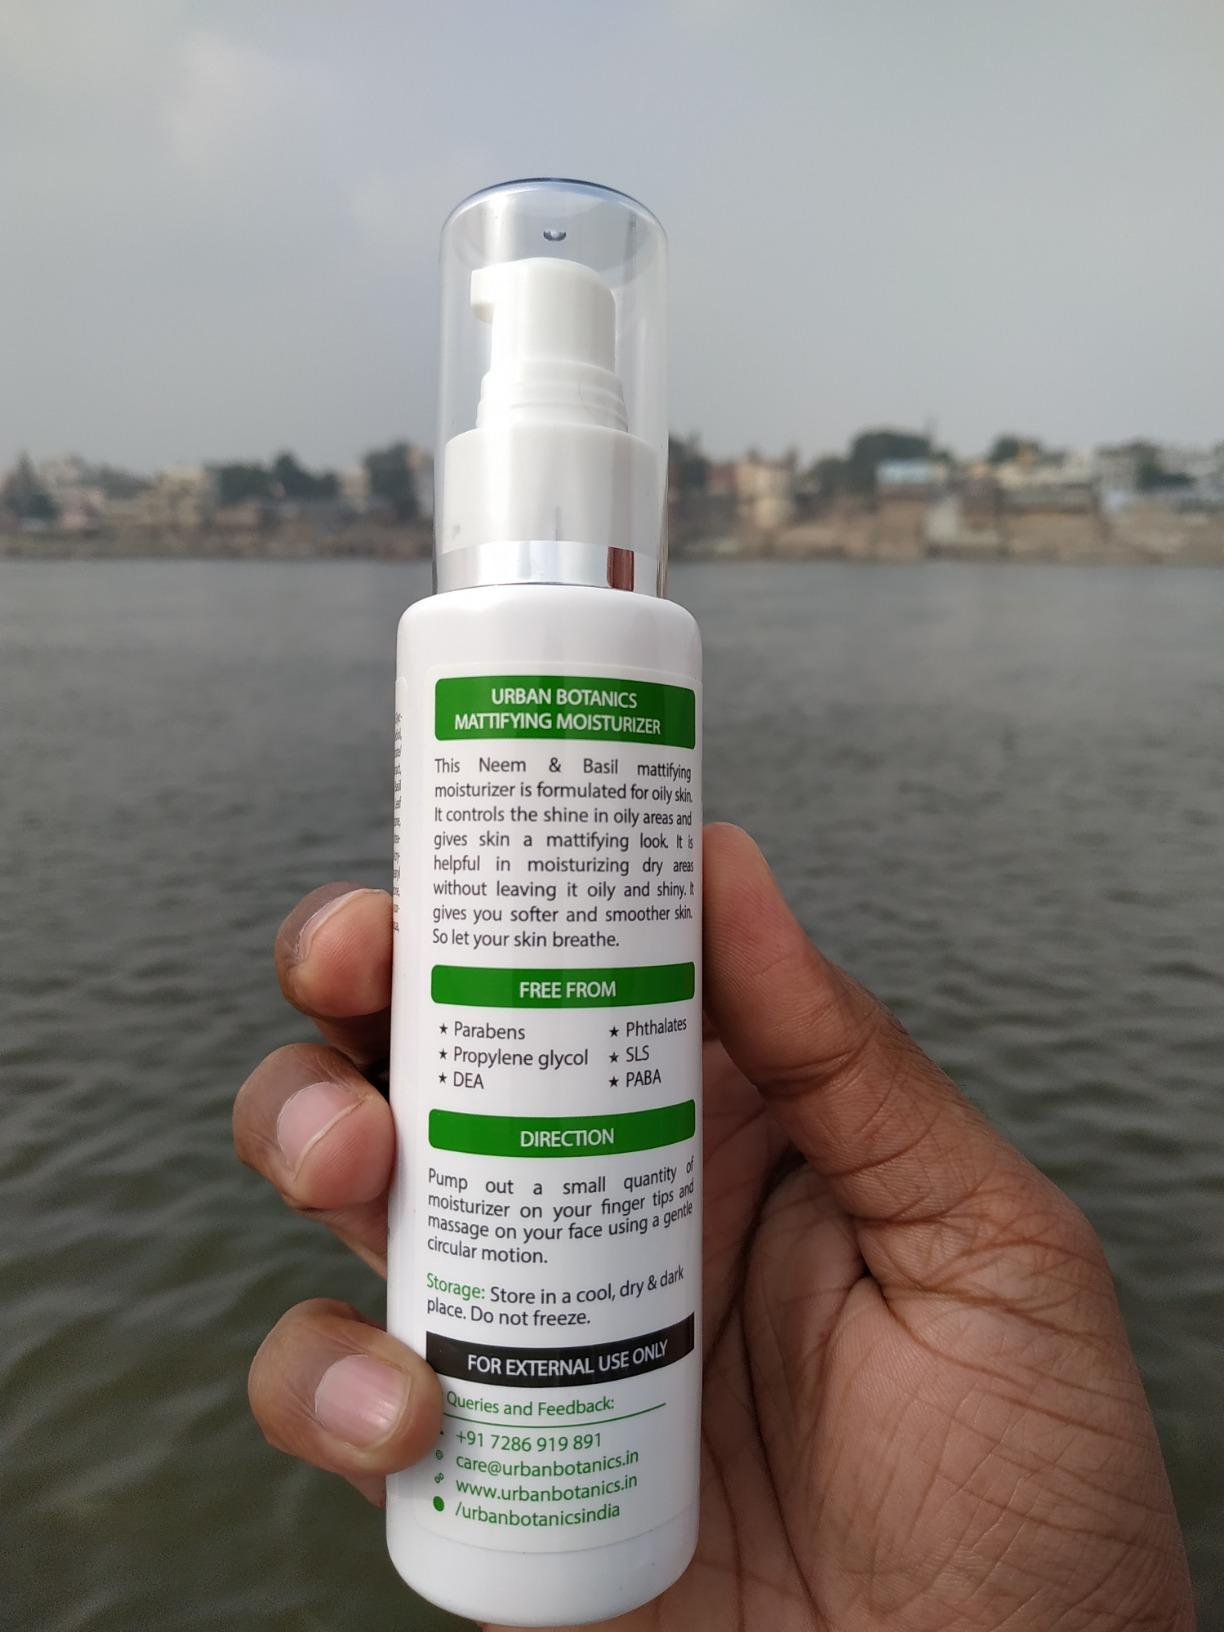 URBAN BOTANICS
MATTIFYING MOISTURIZER
This Neem & Basil mattifying
moisturizer is formulated for oily skin.
It controls the shine in oily areas and
gives skin a mattifying look. It is
helpful in moisturizing dry areas
without leaving it oily and shiny. It
gives you softer and smoother skin.
So let your skin breathe.
FREE FROM
★ Parabens ★ Phthalates
★ Propylene glycol ★ SLS
★ DEA ★ PABA
DIRECTION
Pump out a small quantity of
moisturizer on your finger tips and
massage on your face using a gentle
circular motion.
Storage: Store in a cool, dry & dark
place. Do not freeze.
FOR EXTERNAL USE ONLY
Queries and Feedback:
+91 7286 919 891
care@urbanbotanics.in
www.urbanbotanics.in
/urbanbotanicsindia